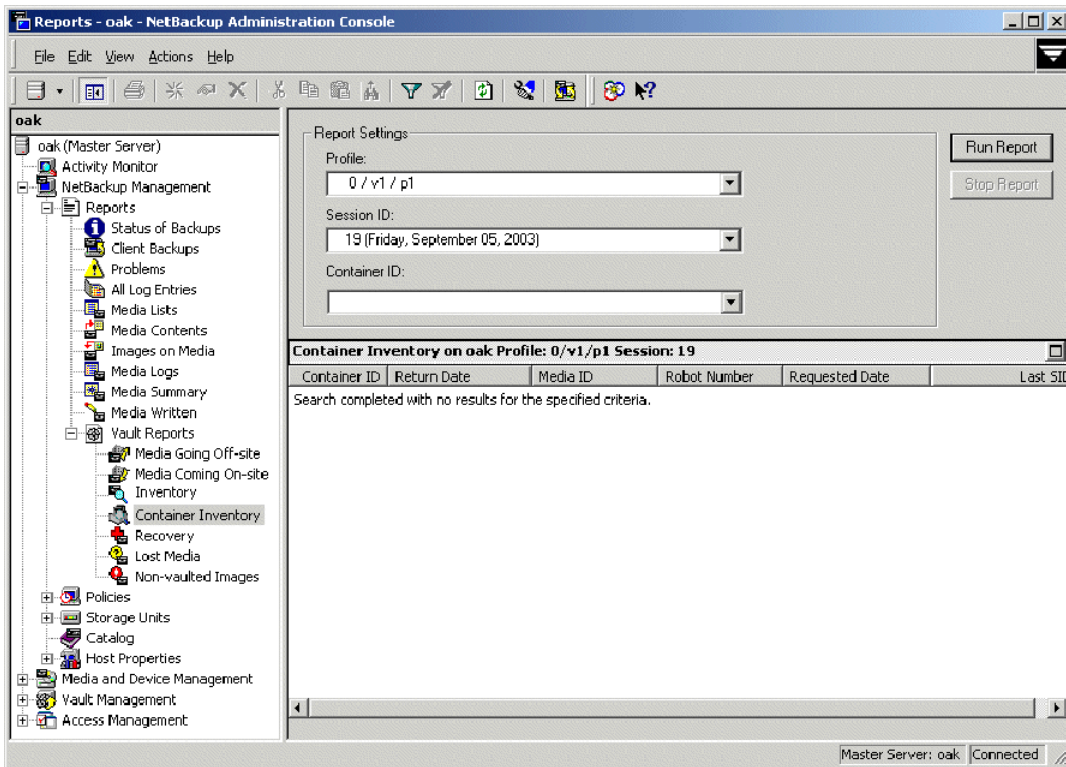 Reports - oak - NetBackup Administration Console
File Edit View Actions Help
oak
oak (Master Server)
Activity Monitor
NetBackup Management
Reports
Status of Backups
Client Backups
Problems
All Log Entries
Media Lists
Media Contents
Images on Media
Media Logs
Media Summary
Media Written
Vault Reports
Media Going Off-site
Media Coming On-site
Inventory
Container Inventory
Recovery
Lost Media
Non-vaulted Images
Policies
Storage Units
Catalog
Host Properties
Media and Device Management
Vault Management
Access Management
Report Settings
Profile:
0 / v1 / p1
Session ID:
19 (Friday, September 05, 2003)
Container ID:
Run Report
Stop Report
Container Inventory on oak Profile: 0/v1/p1 Session: 19
Container ID Return Date Media ID Robot Number Requested Date Last SID
Search completed with no results for the specified criteria.
Master Server: oak Connected